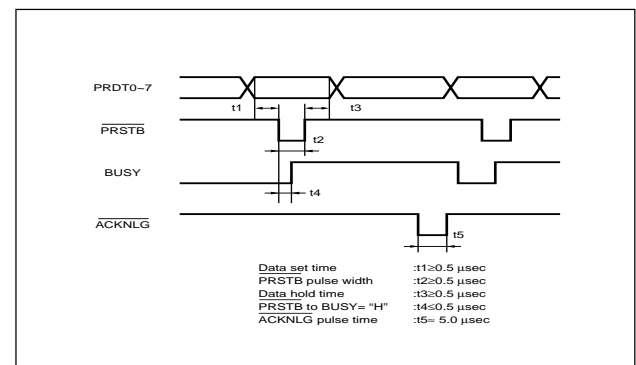 PRDT0~7
t1
t3
PRSTB
t2
BUSY
t4
ACKNLG
t5
Data set time :t1≥0.5 μsec
PRSTB pulse width :t2≥0.5 μsec
Data hold time :t3≥0.5 μsec
PRSTB to BUSY= “H” :t4≤0.5 μsec
ACKNLG pulse time :t5≈ 5.0 μsec